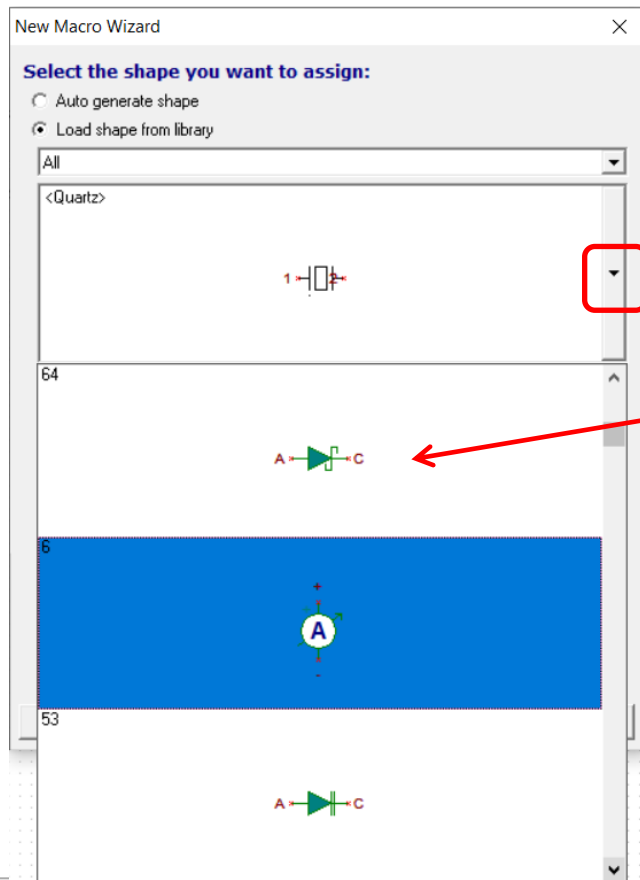 New Macro Wizard
Select the shape you want to assign:
Auto generate shape
Load shape from library
All
<Quartz>
1 2
64
A C
6
+
A
-
53
A C